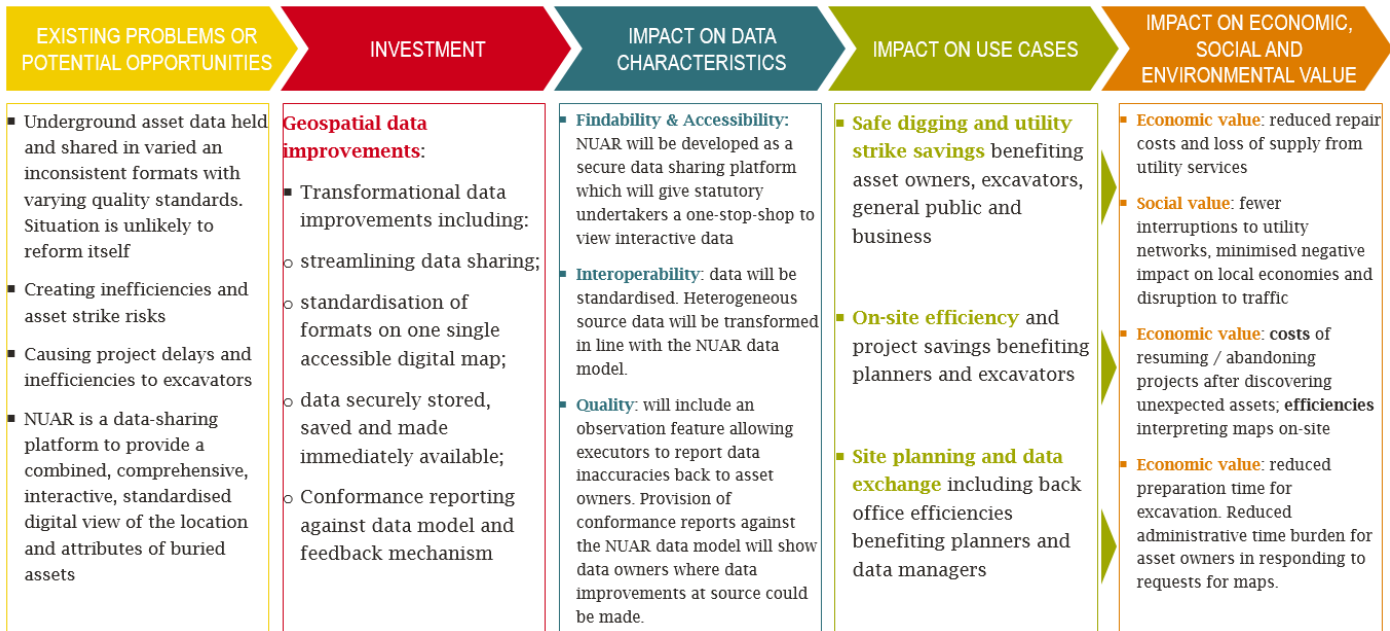 EXISTING PROBLEMS OR
POTENTIAL OPPORTUNITIES
INVESTMENT
IMPACT ON DATA
CHARACTERISTICS
IMPACT ON USE CASES
IMPACT ON ECONOMIC,
SOCIAL AND
ENVIRONMENTAL VALUE
▪ Underground asset data held
and shared in varied an
inconsistent formats with
varying quality standards.
Situation is unlikely to
reform itself
▪ Creating inefficiencies and
asset strike risks
▪ Causing project delays and
inefficiencies to excavators
▪ NUAR is a data-sharing
platform to provide a
combined, comprehensive,
interactive, standardised
digital view of the location
and attributes of buried
assets
Geospatial data
improvements:
▪ Transformational data
improvements including:
o streamlining data sharing;
o standardisation of
formats on one single
accessible digital map;
o data securely stored,
saved and made
immediately available;
o Conformance reporting
against data model and
feedback mechanism
▪ Findability & Accessibility:
NUAR will be developed as a
secure data sharing platform
which will give statutory
undertakers a one-stop-shop to
view interactive data
▪ Interoperability: data will be
standardised. Heterogeneous
source data will be transformed
in line with the NUAR data
model.
▪ Quality: will include an
observation feature allowing
executors to report data
inaccuracies back to asset
owners. Provision of
conformance reports against
the NUAR data model will show
data owners where data
improvements at source could
be made.
▪ Safe digging and utility
strike savings benefiting
asset owners, excavators,
general public and
business
▪ On-site efficiency and
project savings benefiting
planners and excavators
▪ Site planning and data
exchange including back
office efficiencies
benefiting planners and
data managers
▪ Economic value: reduced repair
costs and loss of supply from
utility services
▪ Social value: fewer
interruptions to utility
networks, minimised negative
impact on local economies and
disruption to traffic
▪ Economic value: costs of
resuming / abandoning
projects after discovering
unexpected assets; efficiencies
interpreting maps on-site
▪ Economic value: reduced
preparation time for
excavation. Reduced
administrative time burden for
asset owners in responding to
requests for maps.